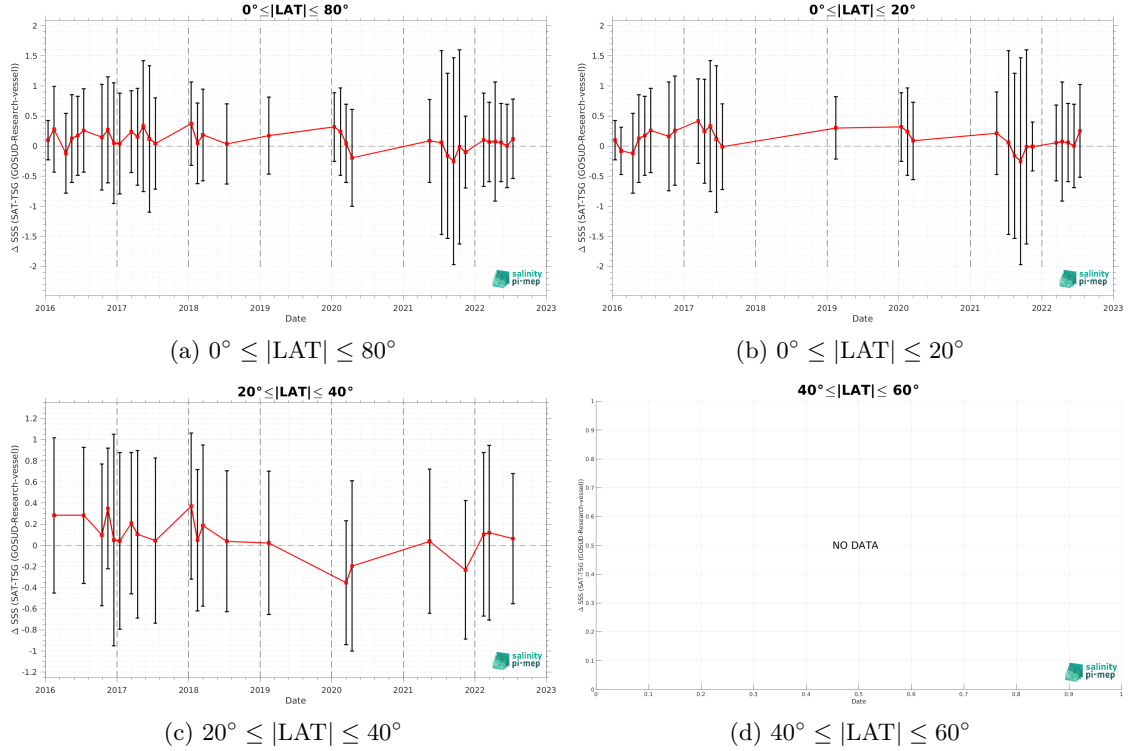 0°≤|LAT|≤ 80°
Δ SSS (SAT-TSG (GOSUD-Research-vessel))
2
1.5
1
0.5
0
-0.5
-1
-1.5
-2
salinity
pi-mep
2016 2017 2018 2019 2020 2021 2022 2023
Date
(a) 0° ≤ |LAT| ≤ 80°
0°≤|LAT|≤ 20°
Δ SSS (SAT-TSG (GOSUD-Research-vessel))
2
1.5
1
0.5
0
-0.5
-1
-1.5
-2
salinity
pi-mep
2016 2017 2018 2019 2020 2021 2022 2023
Date
(b) 0° ≤ |LAT| ≤ 20°
20°≤|LAT|≤ 40°
Δ SSS (SAT-TSG (GOSUD-Research-vessel))
1.2
1
0.8
0.6
0.4
0.2
0
-0.2
-0.4
-0.6
-0.8
-1
-1.2
salinity
pi-mep
2016 2017 2018 2019 2020 2021 2022 2023
Date
(c) 20° ≤ |LAT| ≤ 40°
40°≤|LAT|≤ 60°
Δ SSS (SAT-TSG (GOSUD-Research-vessel))
1
0.9
0.8
0.7
0.6
0.5
0.4
0.3
0.2
0.1
0
NO DATA
salinity
pi-mep
0 0.1 0.2 0.3 0.4 0.5 0.6 0.7 0.8 0.9 1
Date
(d) 40° ≤ |LAT| ≤ 60°